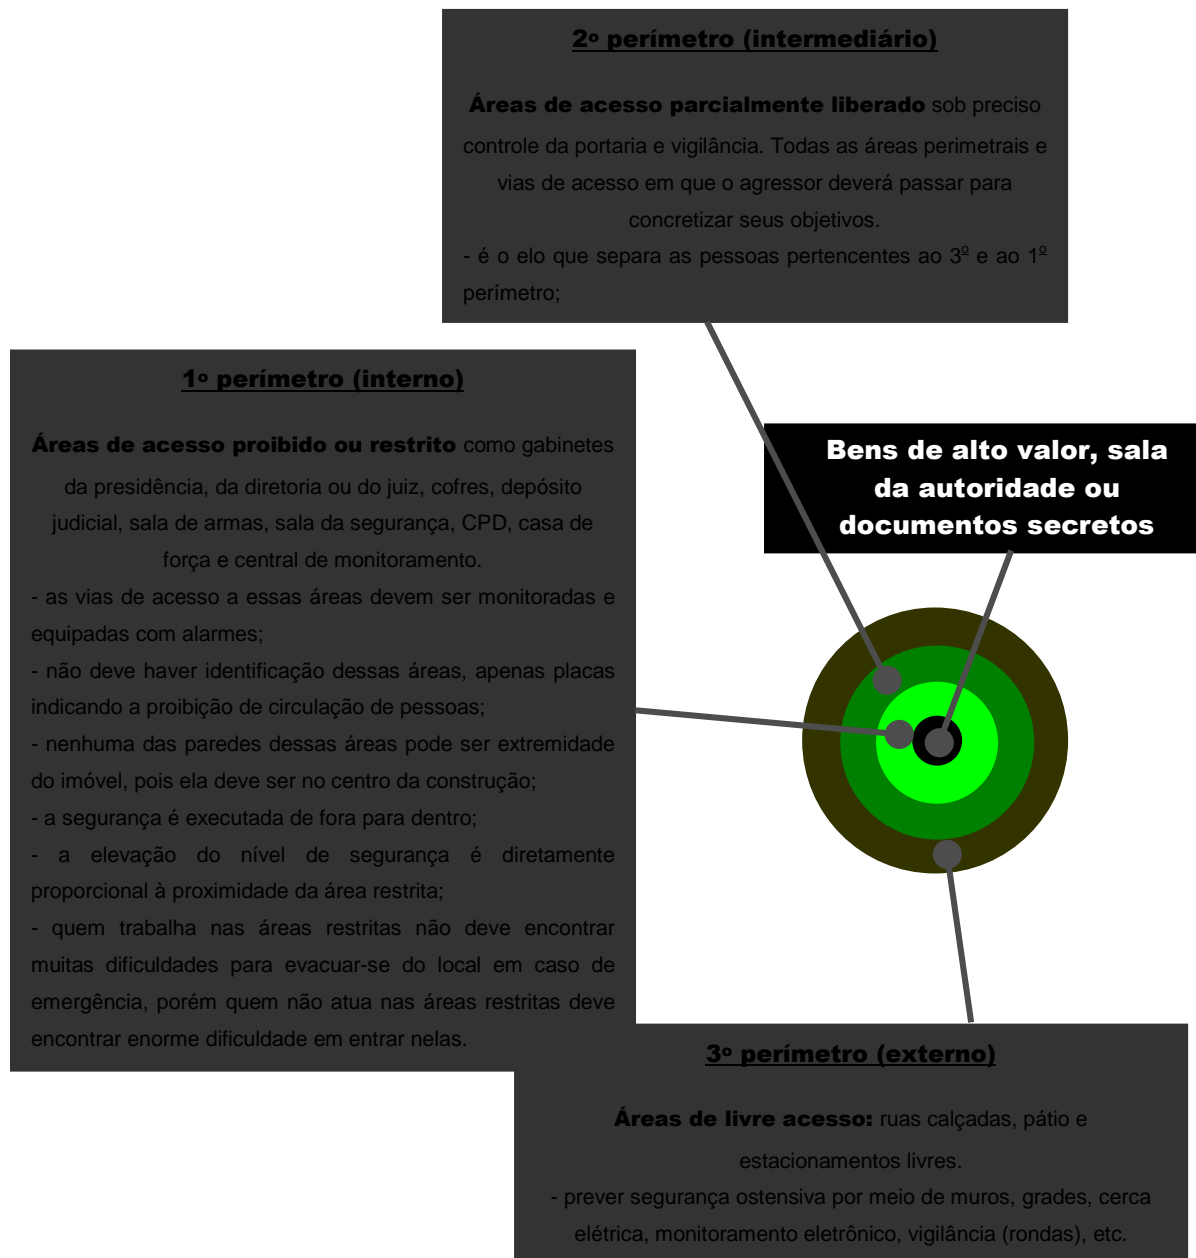 2º perímetro (intermediário)
Áreas de acesso parcialmente liberado sob preciso
controle da portaria e vigilância. Todas as áreas perimetrais e
vias de acesso em que o agressor deverá passar para
concretizar seus objetivos.
- é o elo que separa as pessoas pertencentes ao 3º e ao 1º
perímetro;
1º perímetro (interno)
Áreas de acesso proibido ou restrito como gabinetes
da presidência, da diretoria ou do juiz, cofres, depósito
judicial, sala de armas, sala da segurança, CPD, casa de
força e central de monitoramento.
- as vias de acesso a essas áreas devem ser monitoradas e
equipadas com alarmes;
- não deve haver identificação dessas áreas, apenas placas
indicando a proibição de circulação de pessoas;
- nenhuma das paredes dessas áreas pode ser extremidade
do imóvel, pois ela deve ser no centro da construção;
- a segurança é executada de fora para dentro;
- a elevação do nível de segurança é diretamente
proporcional à proximidade da área restrita;
- quem trabalha nas áreas restritas não deve encontrar
muitas dificuldades para evacuar-se do local em caso de
emergência, porém quem não atua nas áreas restritas deve
encontrar enorme dificuldade em entrar nelas.
Bens de alto valor, sala
da autoridade ou
documentos secretos
3º perímetro (externo)
Áreas de livre acesso: ruas calçadas, pátio e
estacionamentos livres.
- prever segurança ostensiva por meio de muros, grades, cerca
elétrica, monitoramento eletrônico, vigilância (rondas), etc.